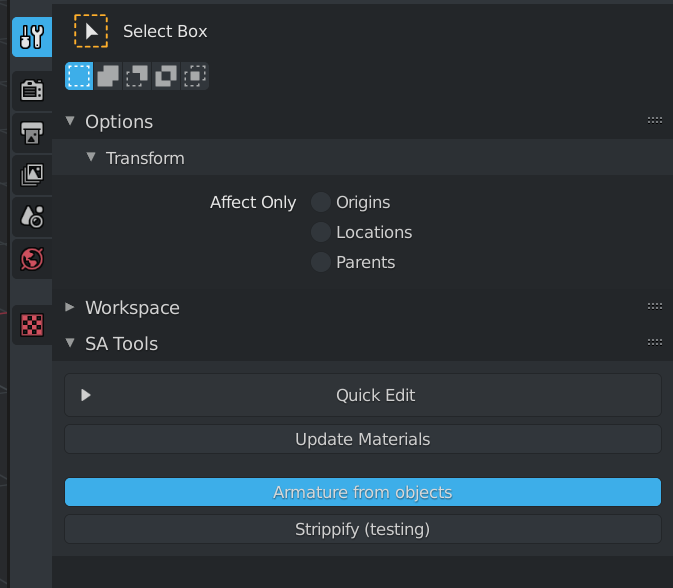 Select Box
Options
Transform
Affect Only Origins
Locations
Parents
Workspace
SA Tools
Quick Edit
Update Materials
Armature from objects
Strippify (testing)